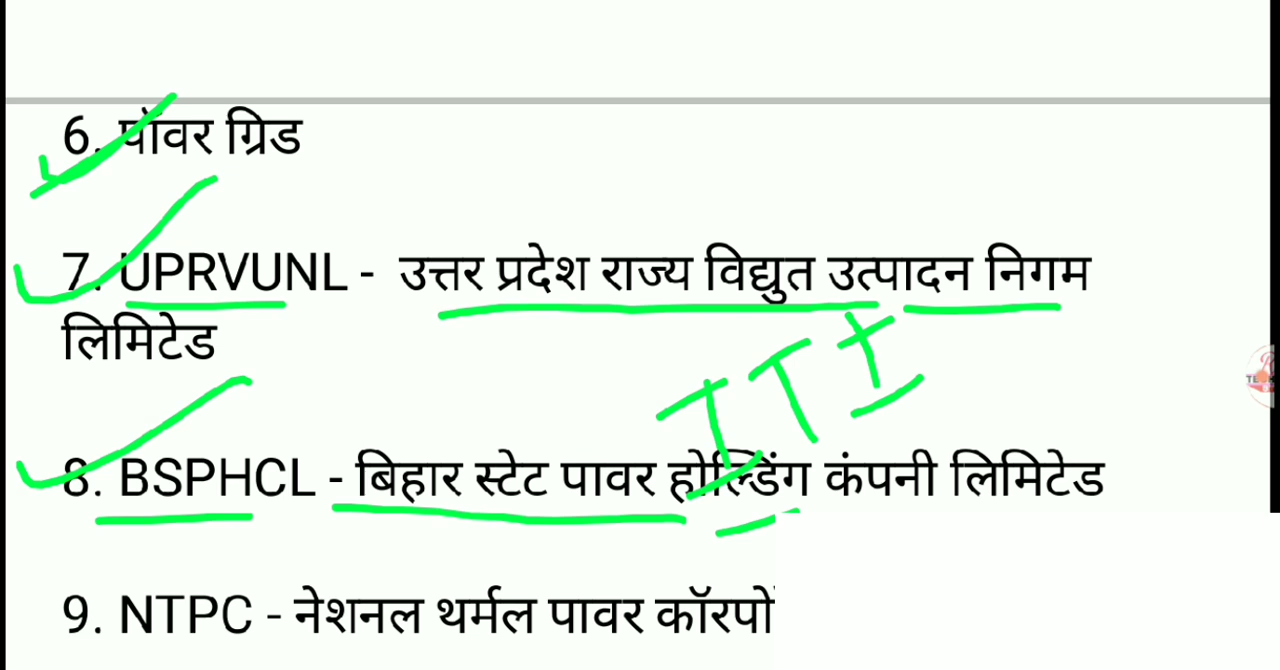 6. पॉवर ग्रिड
7. UPRVUNL - उत्तर प्रदेश राज्य विद्युत उत्पादन निगम
लिमिटेड
ITI
8. BSPHCL - बिहार स्टेट पावर होल्डिंग कंपनी लिमिटेड
9. NTPC - नेशनल थर्मल पावर